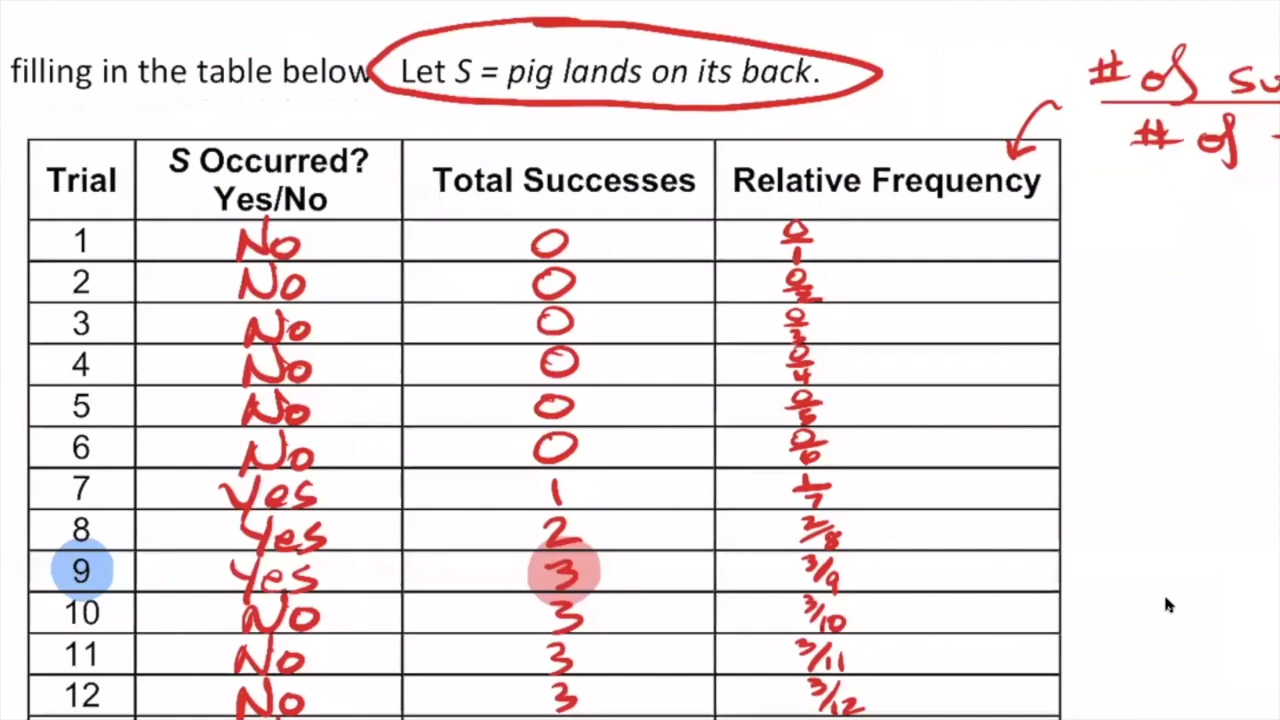 filling in the table below Let S = pig lands on its back.
# of
# of
Trial S Occurred? Yes/No Total Successes Relative Frequency
1 No 0 0/1
2 No 0 0/2
3 No 0 0/3
4 No 0 0/4
5 No 0 0/5
6 No 0 0/6
7 Yes 1 1/7
8 Yes 2 2/8
9 Yes 3 3/9
10 No 3 3/10
11 No 3 3/11
12 No 3 3/12